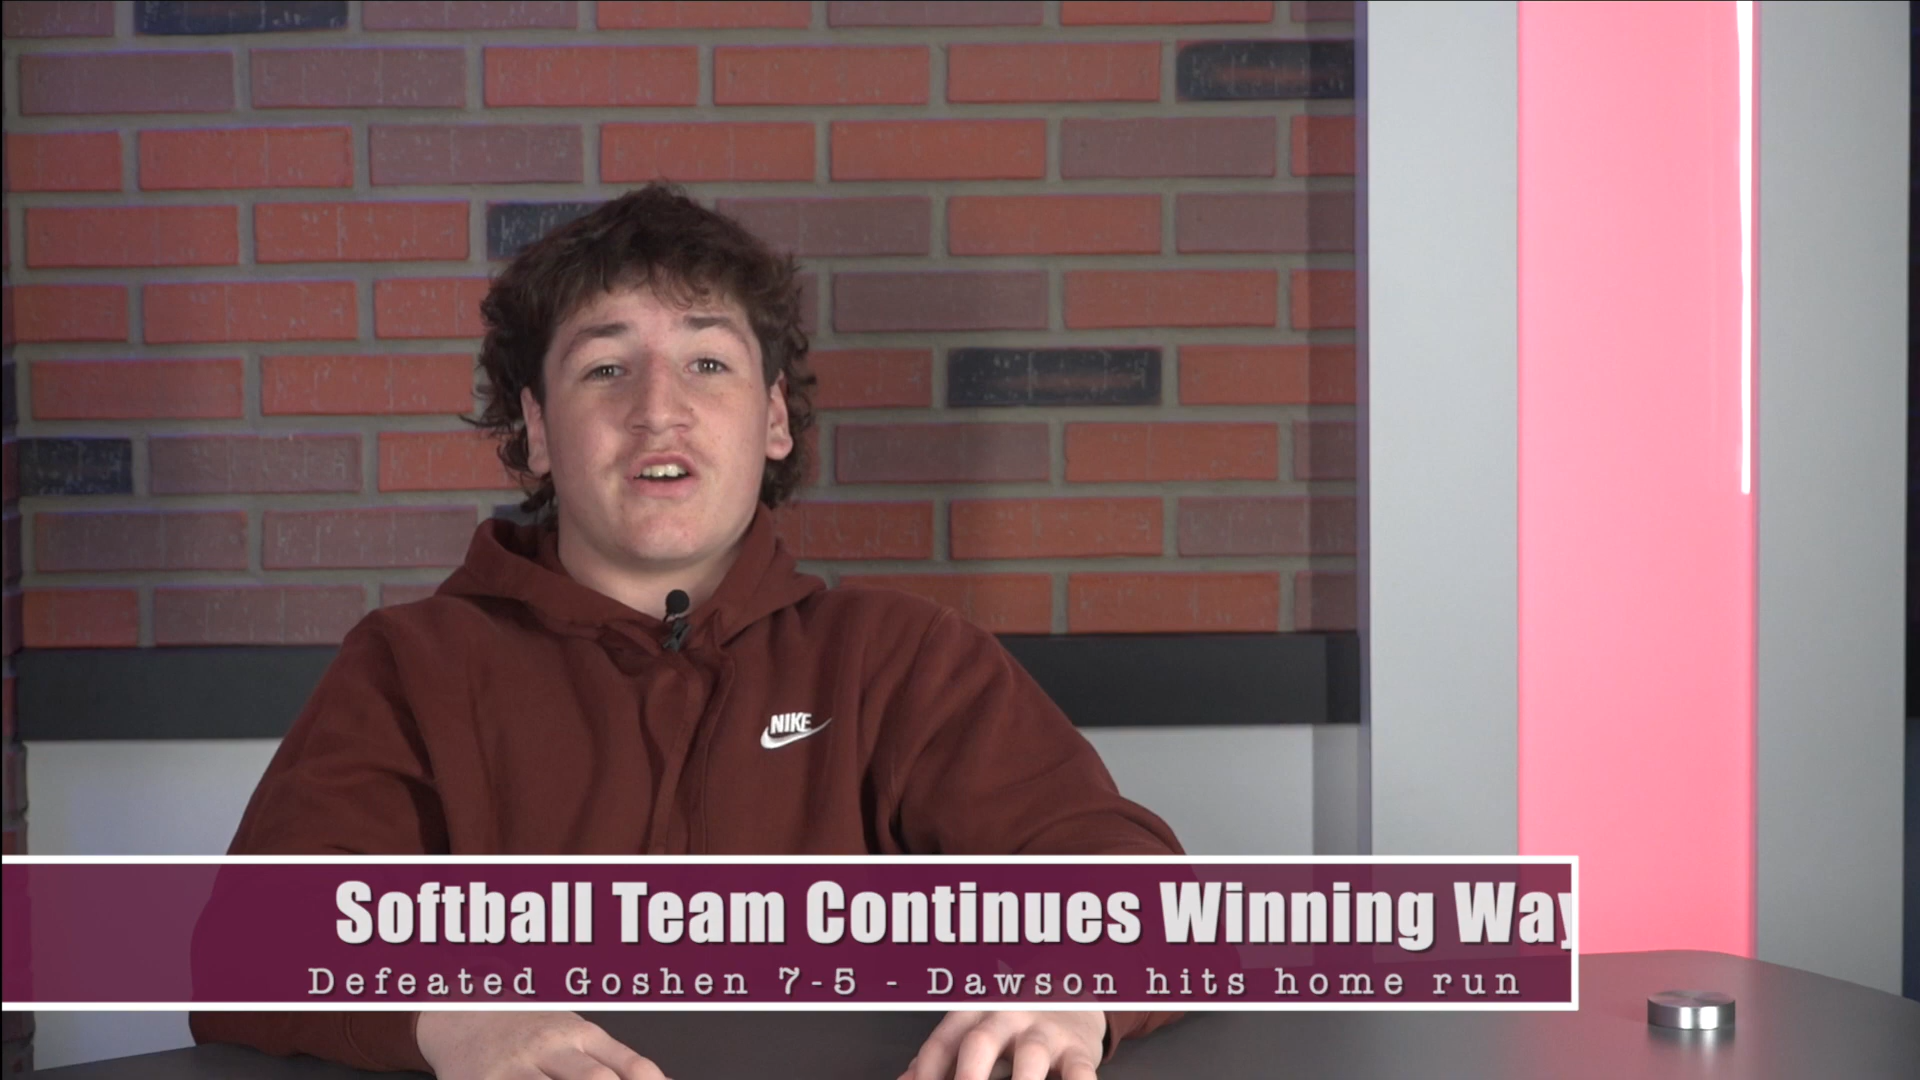 NIKE
Softball Team Continues Winning Way
Defeated Goshen 7-5 - Dawson hits home run